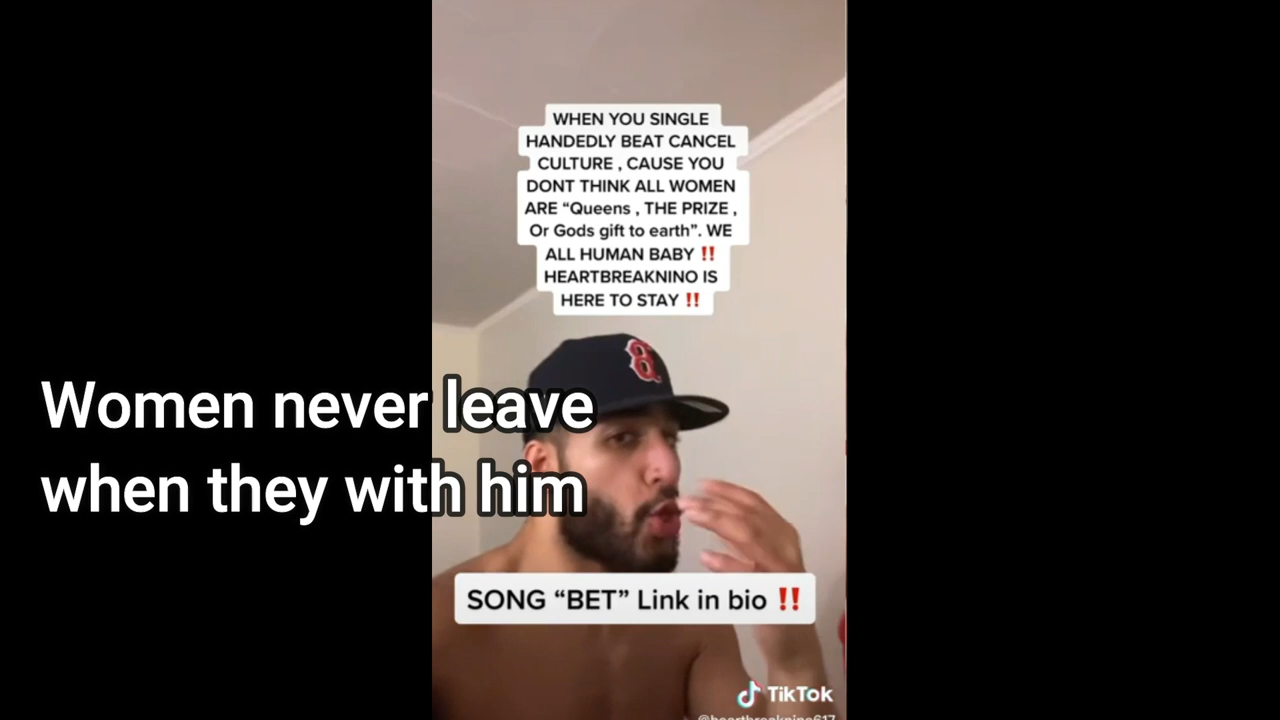 WHEN YOU SINGLE
HANDEDLY BEAT CANCEL
CULTURE , CAUSE YOU
DONT THINK ALL WOMEN
ARE “Queens , THE PRIZE ,
Or Gods gift to earth”. WE
ALL HUMAN BABY ‼️
HEARTBREAKNINO IS
HERE TO STAY ‼️
Women never leave
when they with him
SONG “BET” Link in bio ‼️
TikTok
@heartbreaknino617